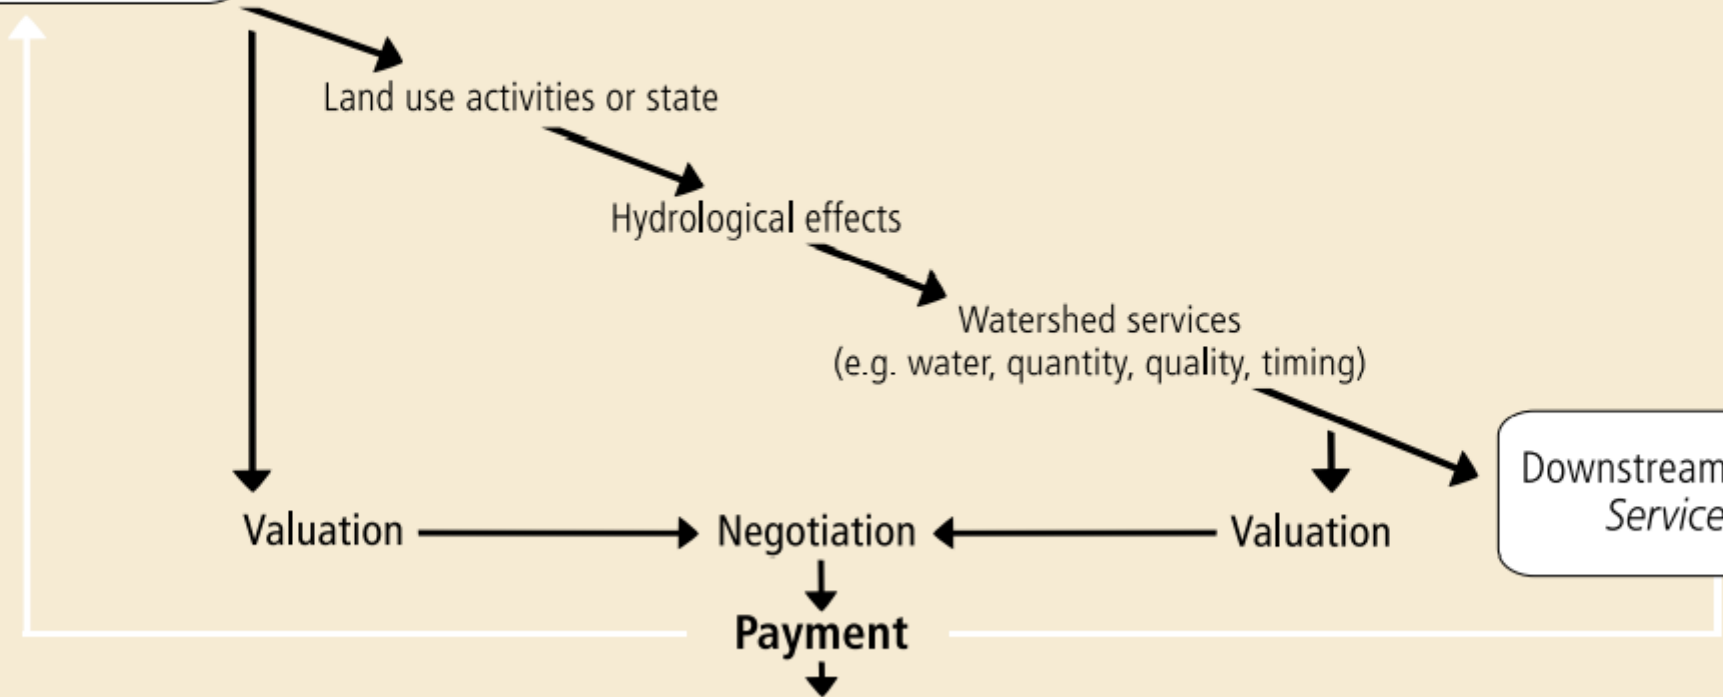 Land use activities or state
Hydrological effects
Watershed services
(e.g. water, quantity, quality, timing)
Downstream
Service
Valuation
Negotiation
Valuation
Payment